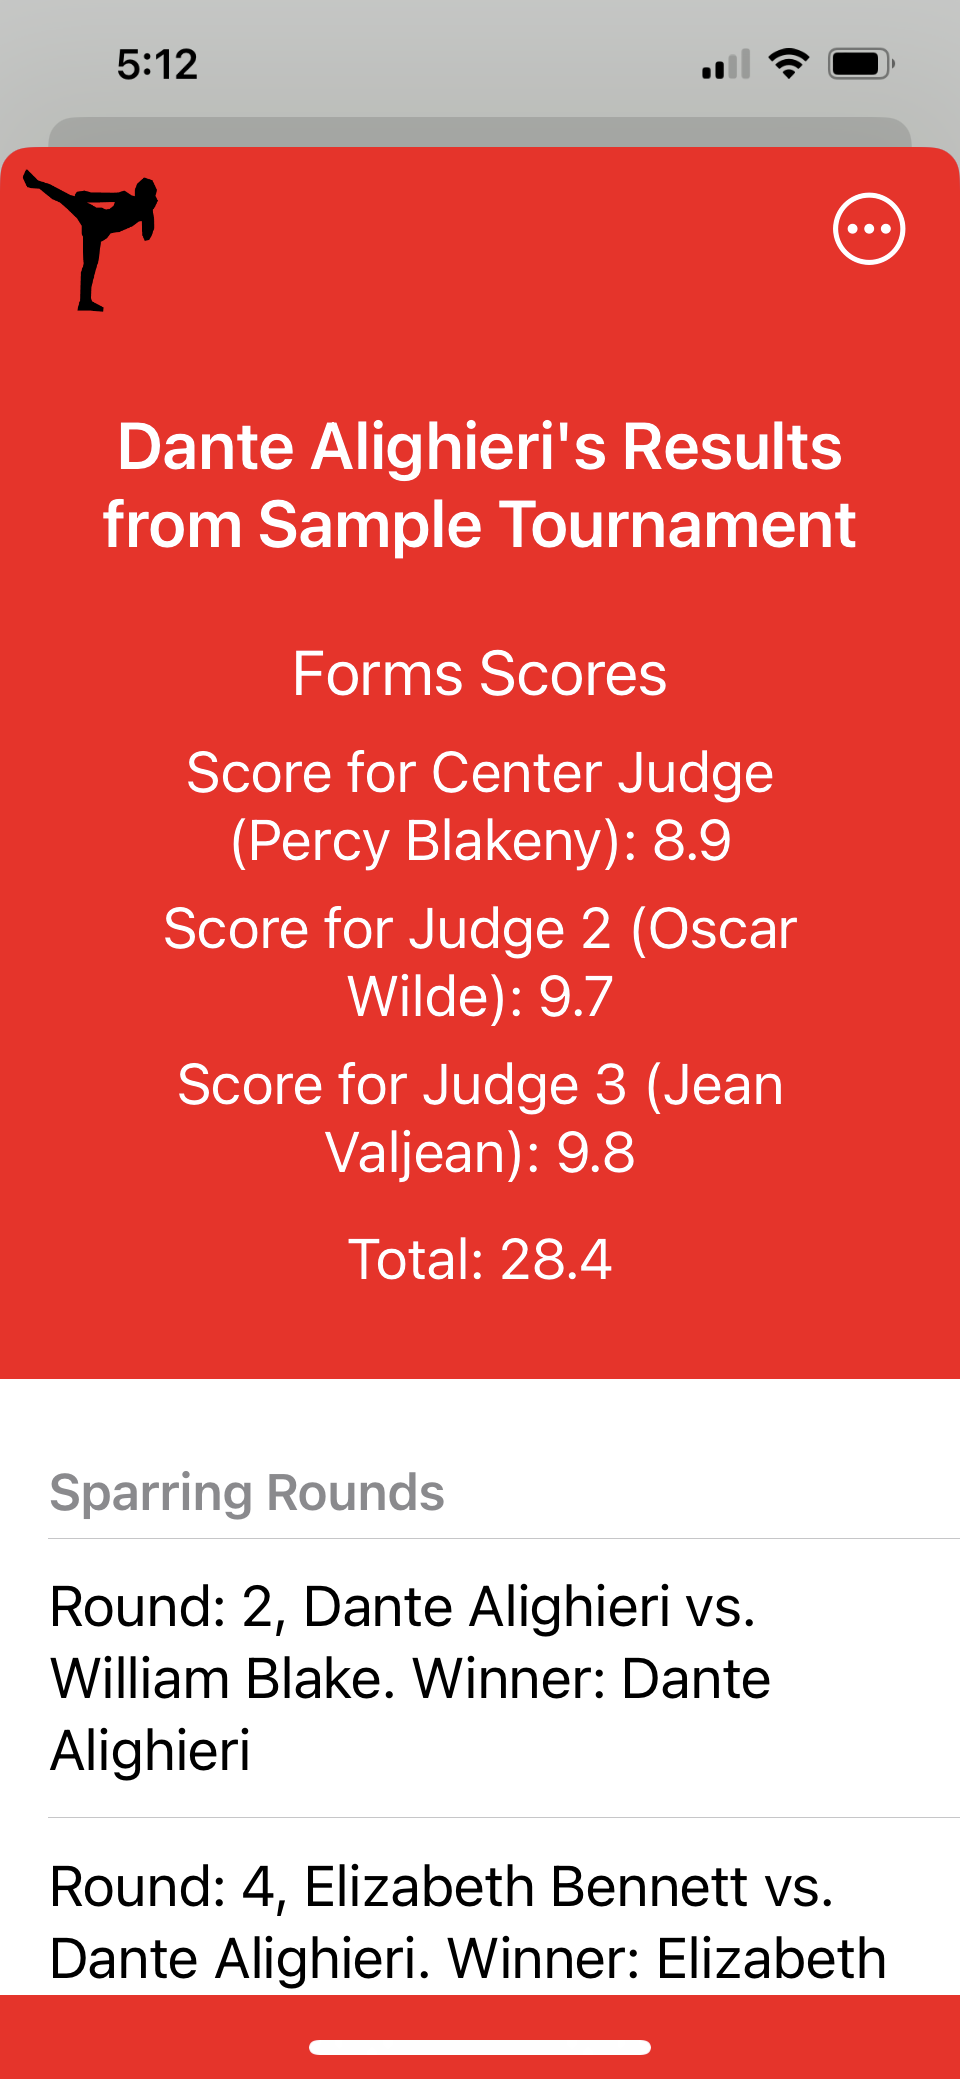 5:12
Dante Alighieri's Results
from Sample Tournament
Forms Scores
Score for Center Judge
(Percy Blakeny): 8.9
Score for Judge 2 (Oscar
Wilde): 9.7
Score for Judge 3 (Jean
Valjean): 9.8
Total: 28.4
Sparring Rounds
Round: 2, Dante Alighieri vs.
William Blake. Winner: Dante
Alighieri
Round: 4, Elizabeth Bennett vs.
Dante Alighieri. Winner: Elizabeth